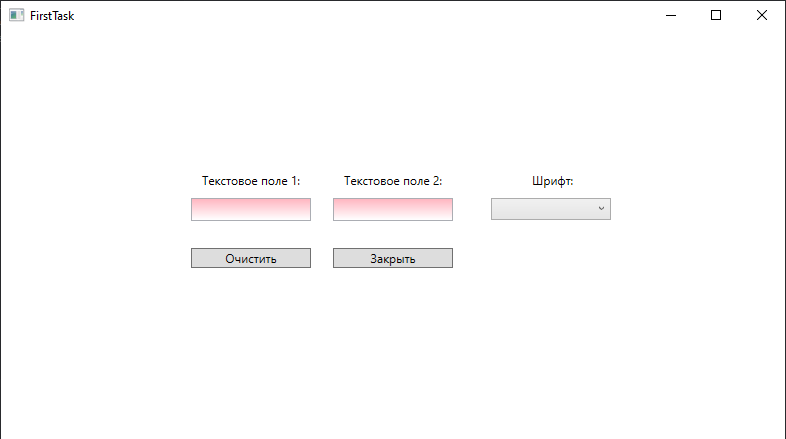 FirstTask
Текстовое поле 1: Текстовое поле 2: Шрифт:
Очистить Закрыть